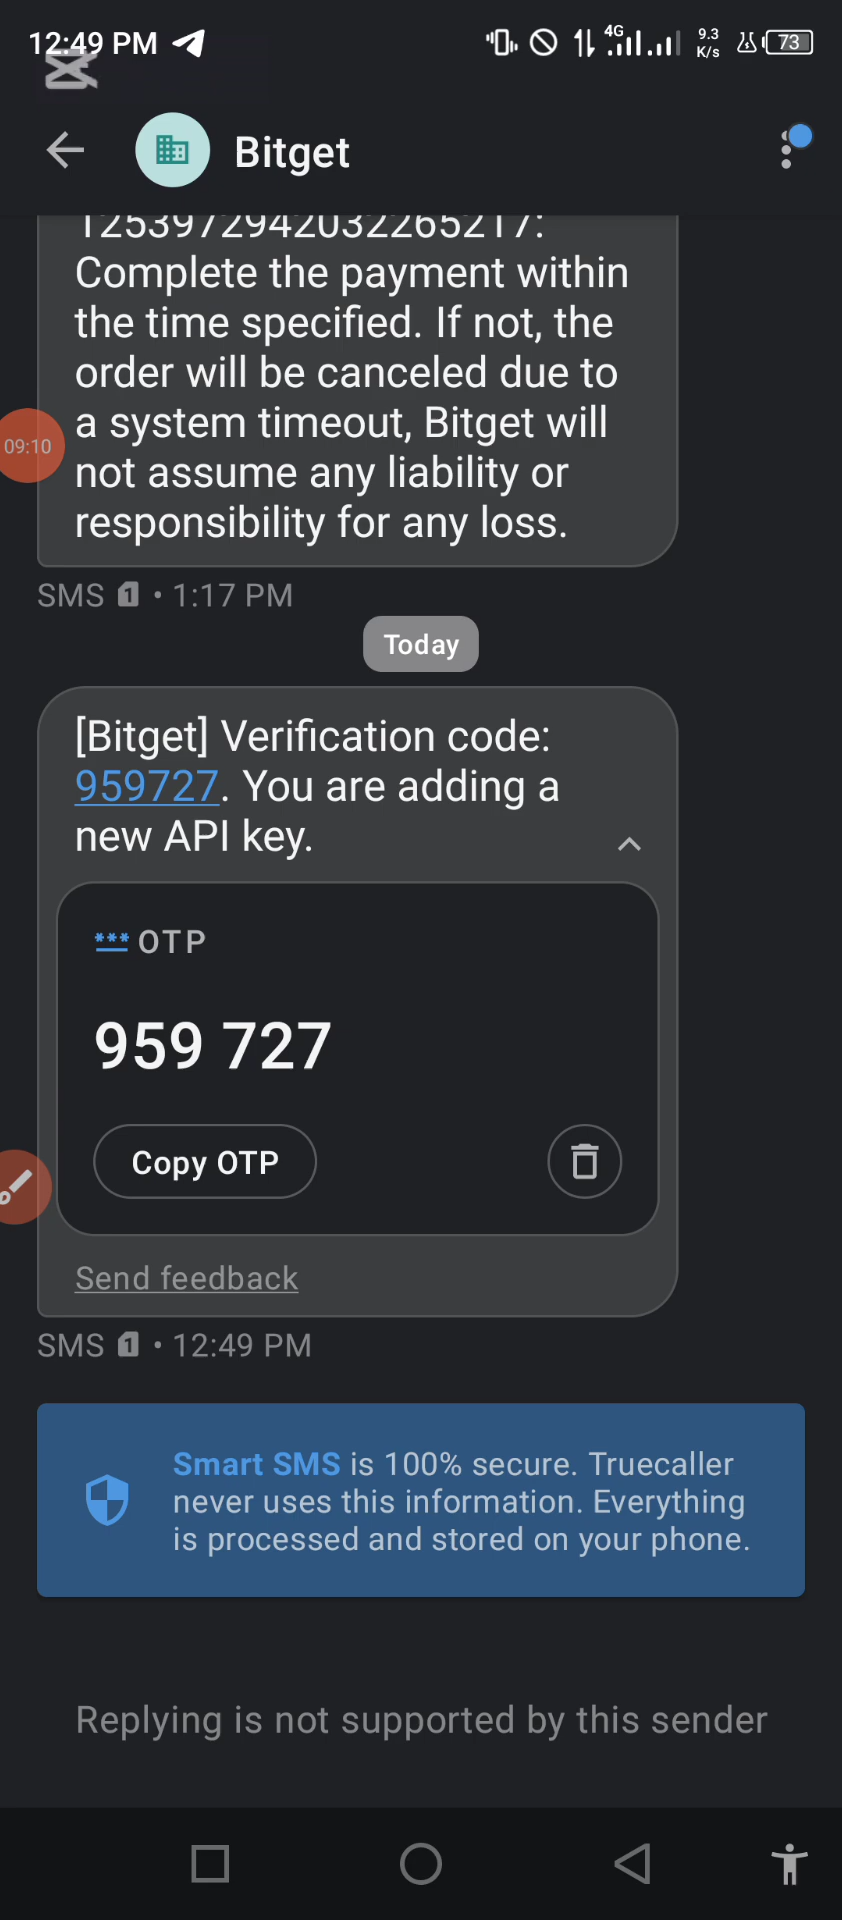 12:49 PM
4G
9.3
K/s
73
Bitget
1253972942032265217:
Complete the payment within
the time specified. If not, the
order will be canceled due to
a system timeout, Bitget will
not assume any liability or
responsibility for any loss.
09:10
SMS 1 • 1:17 PM
Today
[Bitget] Verification code:
959727. You are adding a
new API key.
*** OTP
959 727
Copy OTP
Send feedback
SMS 1 • 12:49 PM
Smart SMS is 100% secure. Truecaller
never uses this information. Everything
is processed and stored on your phone.
Replying is not supported by this sender